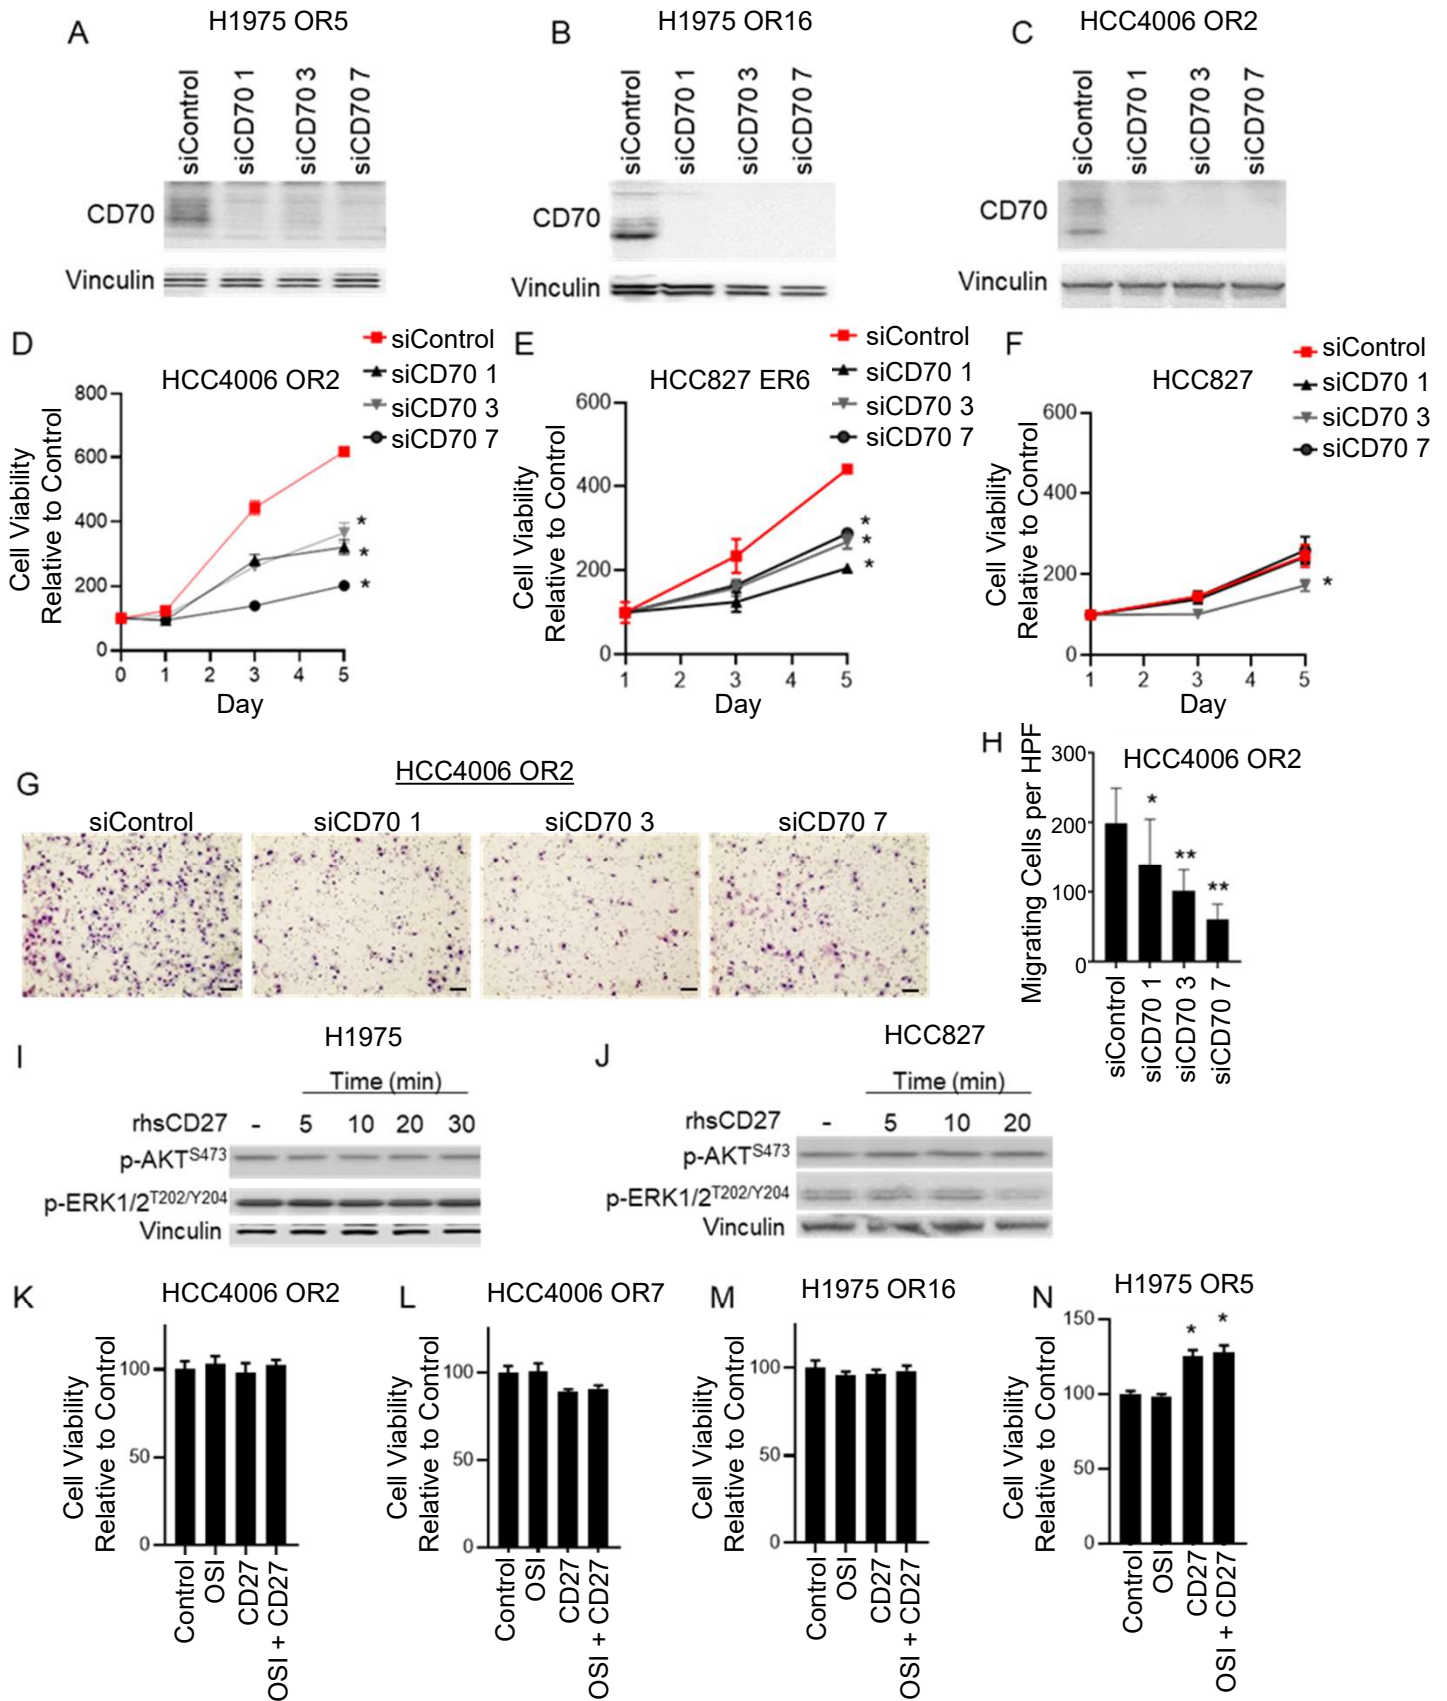 A
H1975 OR5
siControl
siCD70 1
siCD70 3
siCD70 7
CD70
Vinculin
B
H1975 OR16
siControl
siCD70 1
siCD70 3
siCD70 7
CD70
Vinculin
C
HCC4006 OR2
siControl
siCD70 1
siCD70 3
siCD70 7
CD70
Vinculin
D
HCC4006 OR2
siControl
siCD70 1
siCD70 3
siCD70 7
Cell Viability
Relative to Control
800
600
400
200
0
*
*
*
0 1 2 3 4 5
Day
E
HCC827 ER6
siControl
siCD70 1
siCD70 3
siCD70 7
Cell Viability
Relative to Control
600
400
200
0
*
*
*
1 2 3 4 5
Day
F
HCC827
siControl
siCD70 1
siCD70 3
siCD70 7
Cell Viability
Relative to Control
600
400
200
0
*
1 2 3 4 5
Day
G
HCC4006 OR2
siControl
siCD70 1
siCD70 3
siCD70 7
H
HCC4006 OR2
Migrating Cells per HPF
300
200
100
0
*
**
**
siControl
siCD70 1
siCD70 3
siCD70 7
I
H1975
Time (min)
rhsCD27 - 5 10 20 30
p-AKTS473
p-ERK1/2T202/Y204
Vinculin
J
HCC827
Time (min)
rhsCD27 - 5 10 20
p-AKTS473
p-ERK1/2T202/Y204
Vinculin
K
HCC4006 OR2
Cell Viability
Relative to Control
100
50
0
Control
OSI
CD27
OSI + CD27
L
HCC4006 OR7
Cell Viability
Relative to Control
100
50
0
Control
OSI
CD27
OSI + CD27
M
H1975 OR16
Cell Viability
Relative to Control
100
50
0
Control
OSI
CD27
OSI + CD27
N
H1975 OR5
Cell Viability
Relative to Control
150
100
50
0
*
*
Control
OSI
CD27
OSI + CD27